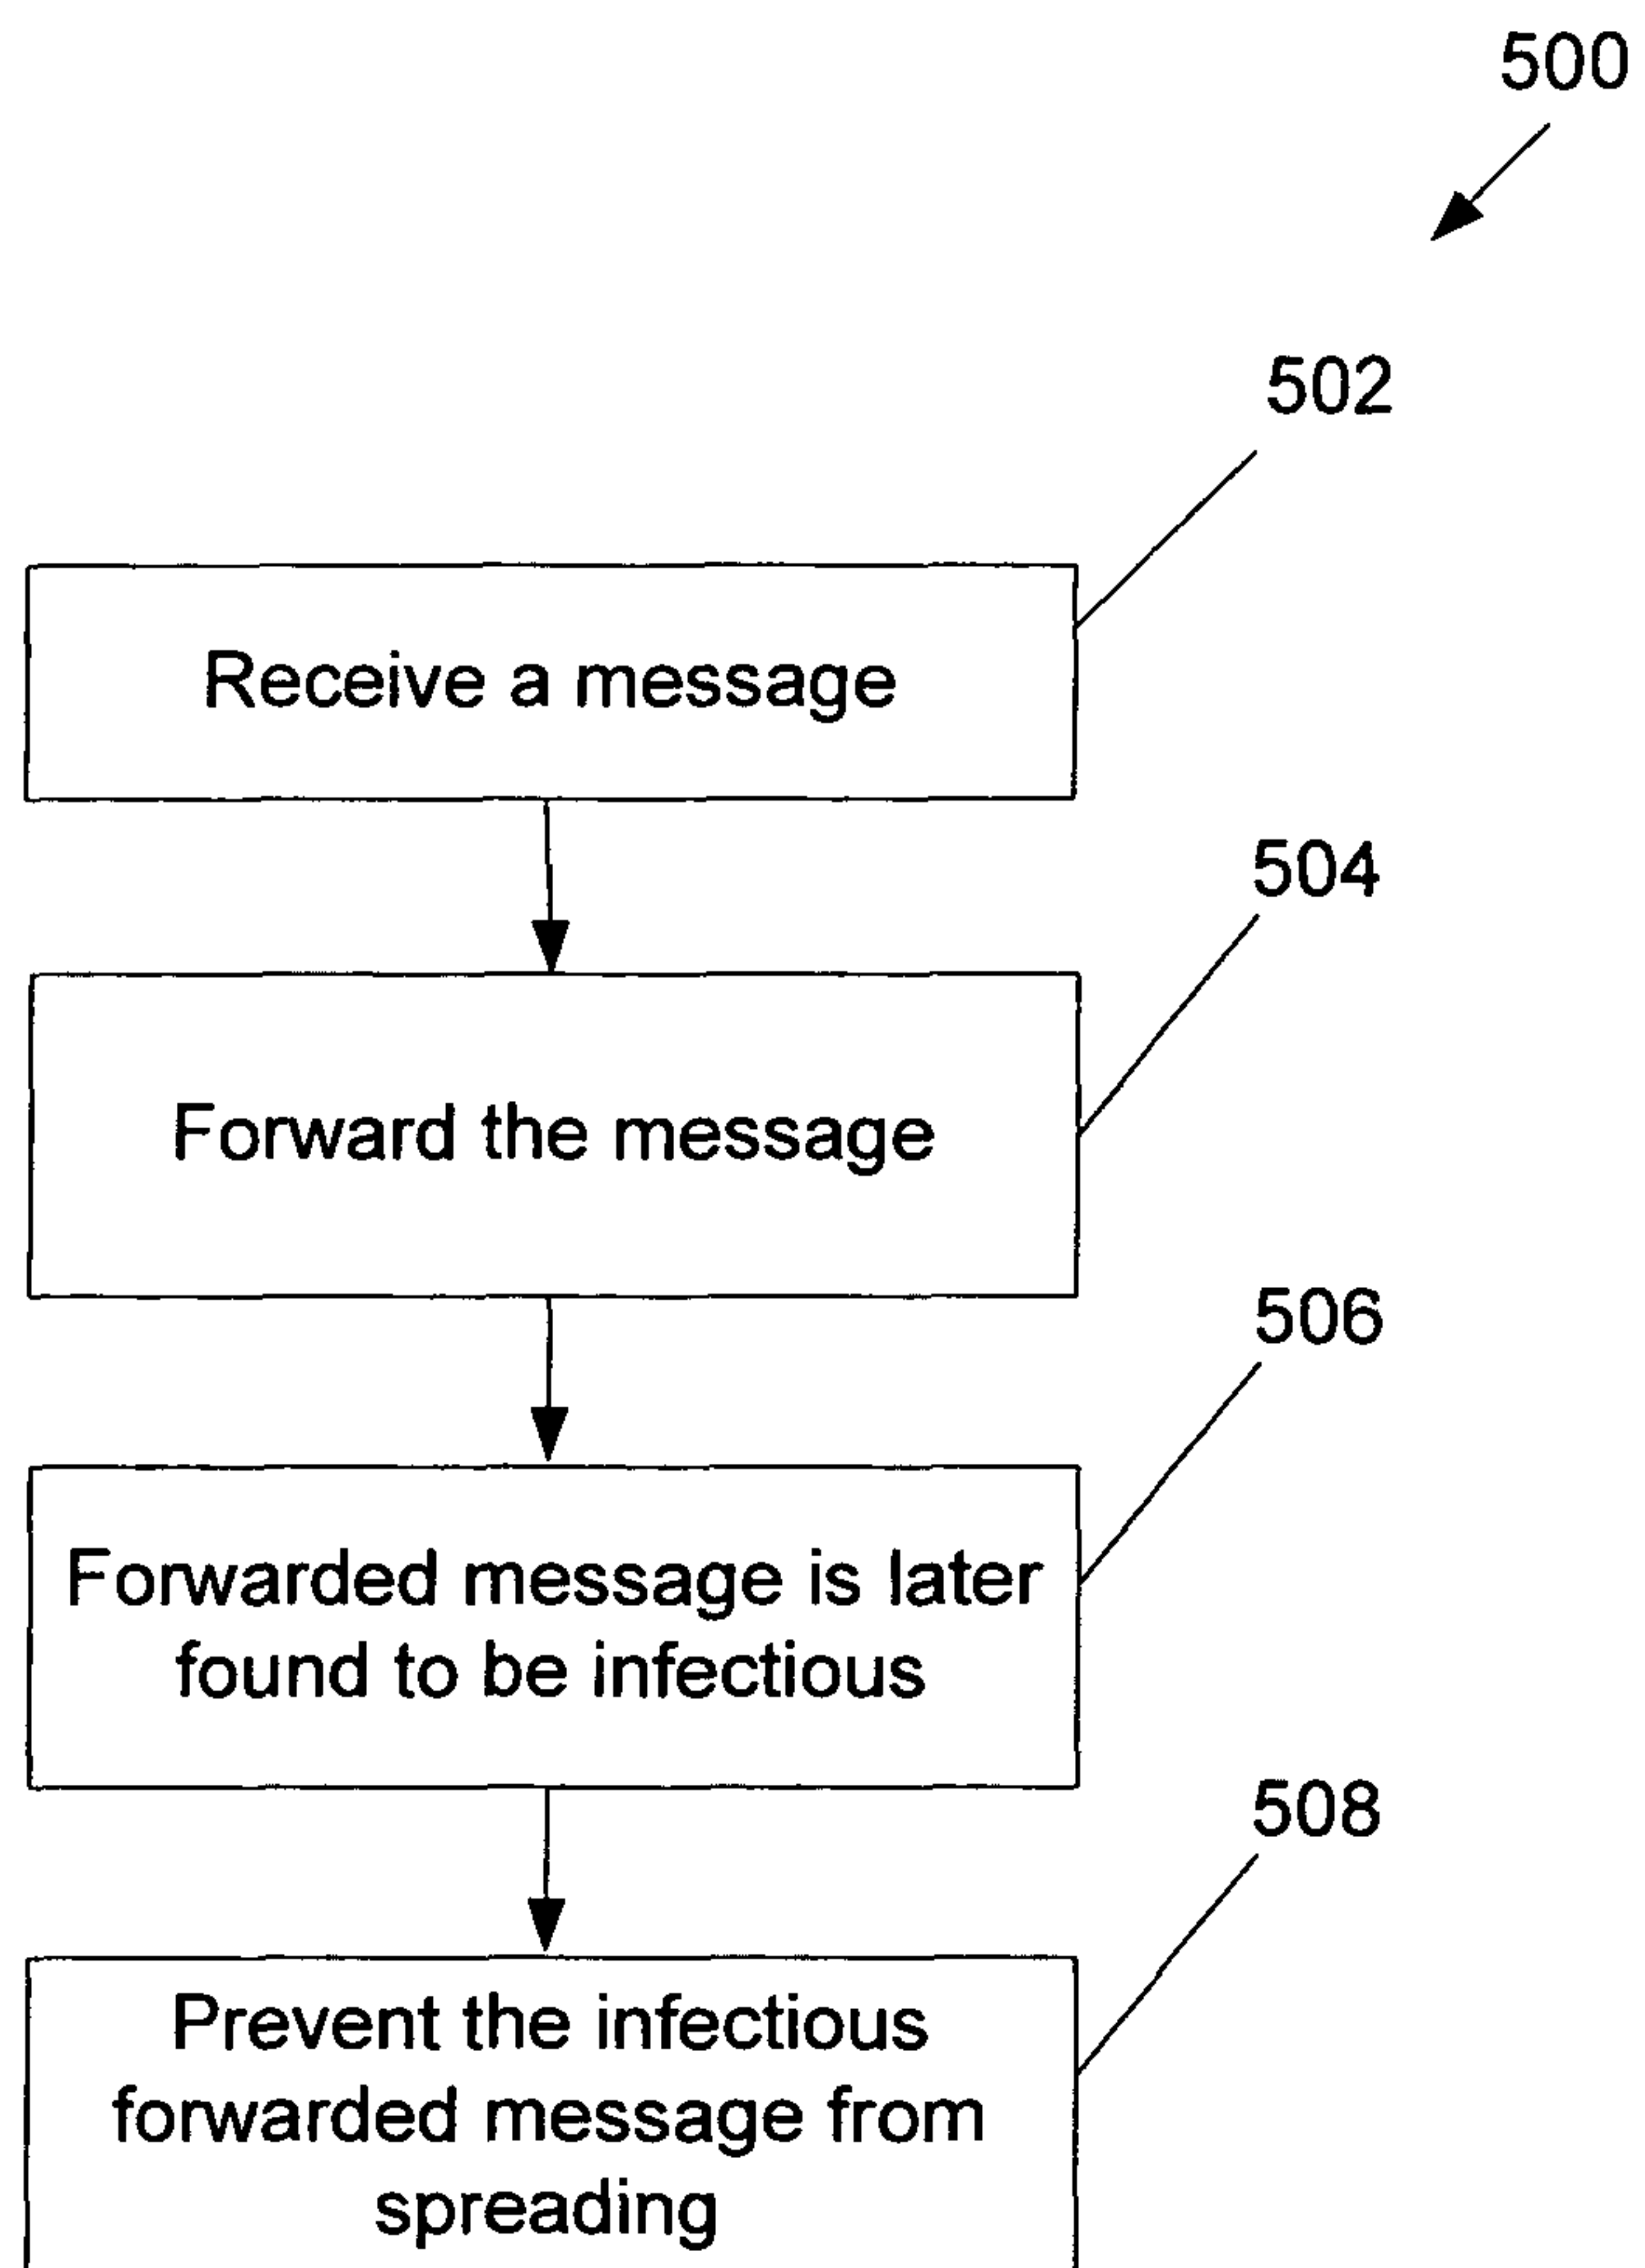 500
502
Receive a message
504
Forward the message
506
Forwarded message is later
found to be infectious
508
Prevent the infectious
forwarded message from
spreading